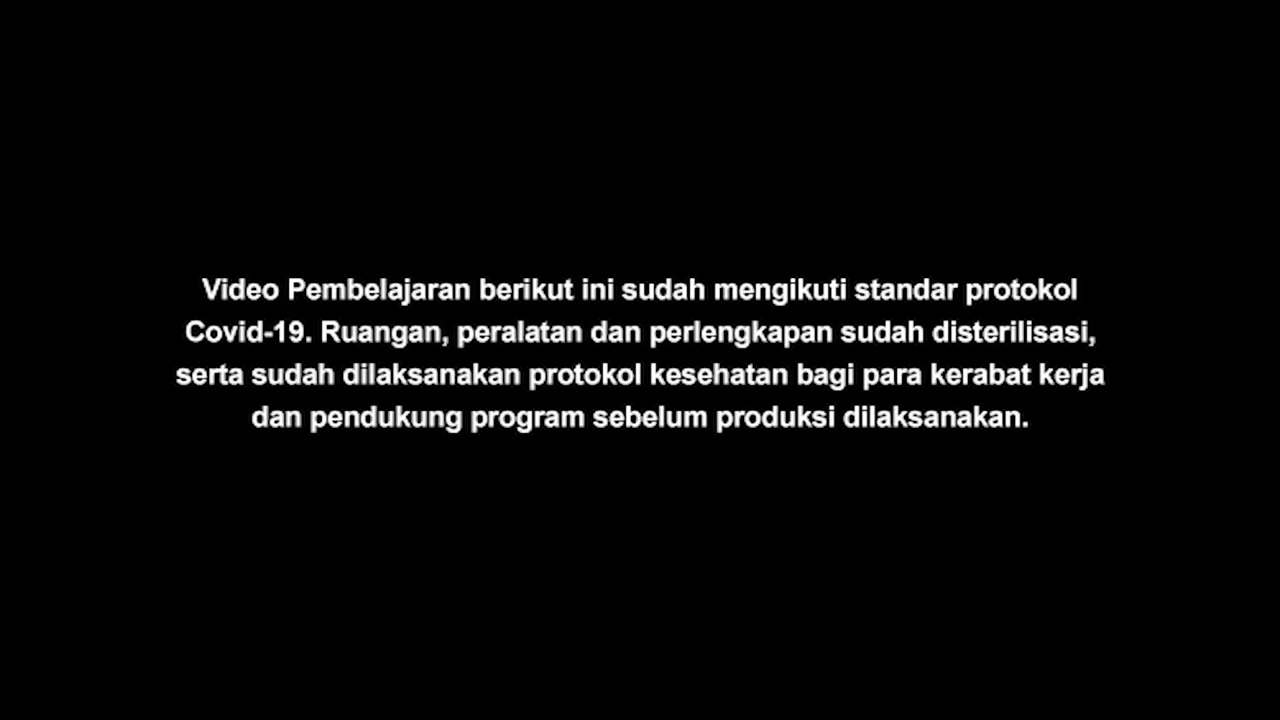 Video Pembelajaran berikut ini sudah mengikuti standar protokol
Covid-19. Ruangan, peralatan dan perlengkapan sudah disterilisasi,
serta sudah dilaksanakan protokol kesehatan bagi para kerabat kerja
dan pendukung program sebelum produksi dilaksanakan.